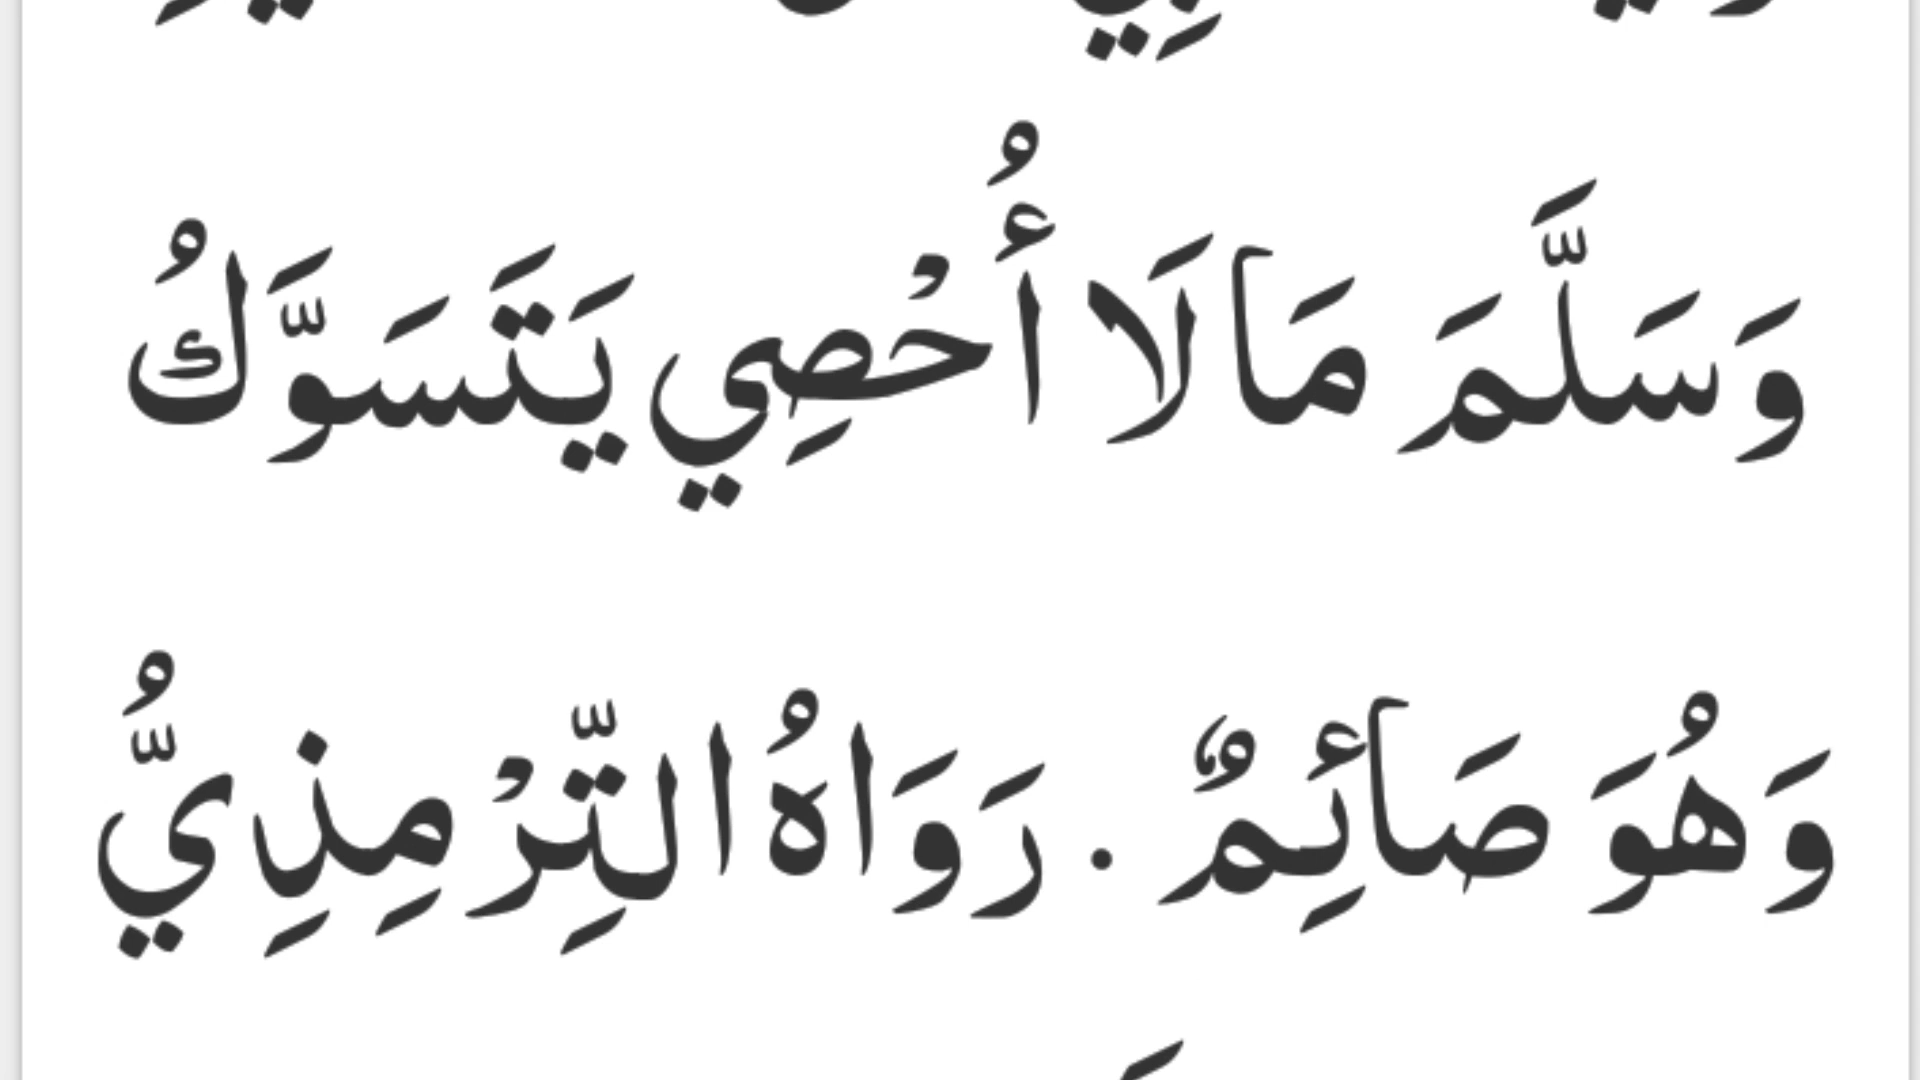 وَسَلَّمَ مَا لَا أُحْصِي يَتَسَوَّكُ
وَهُوَ صَائِمٌ . رَوَاهُ التِّرْمِذِيُّ